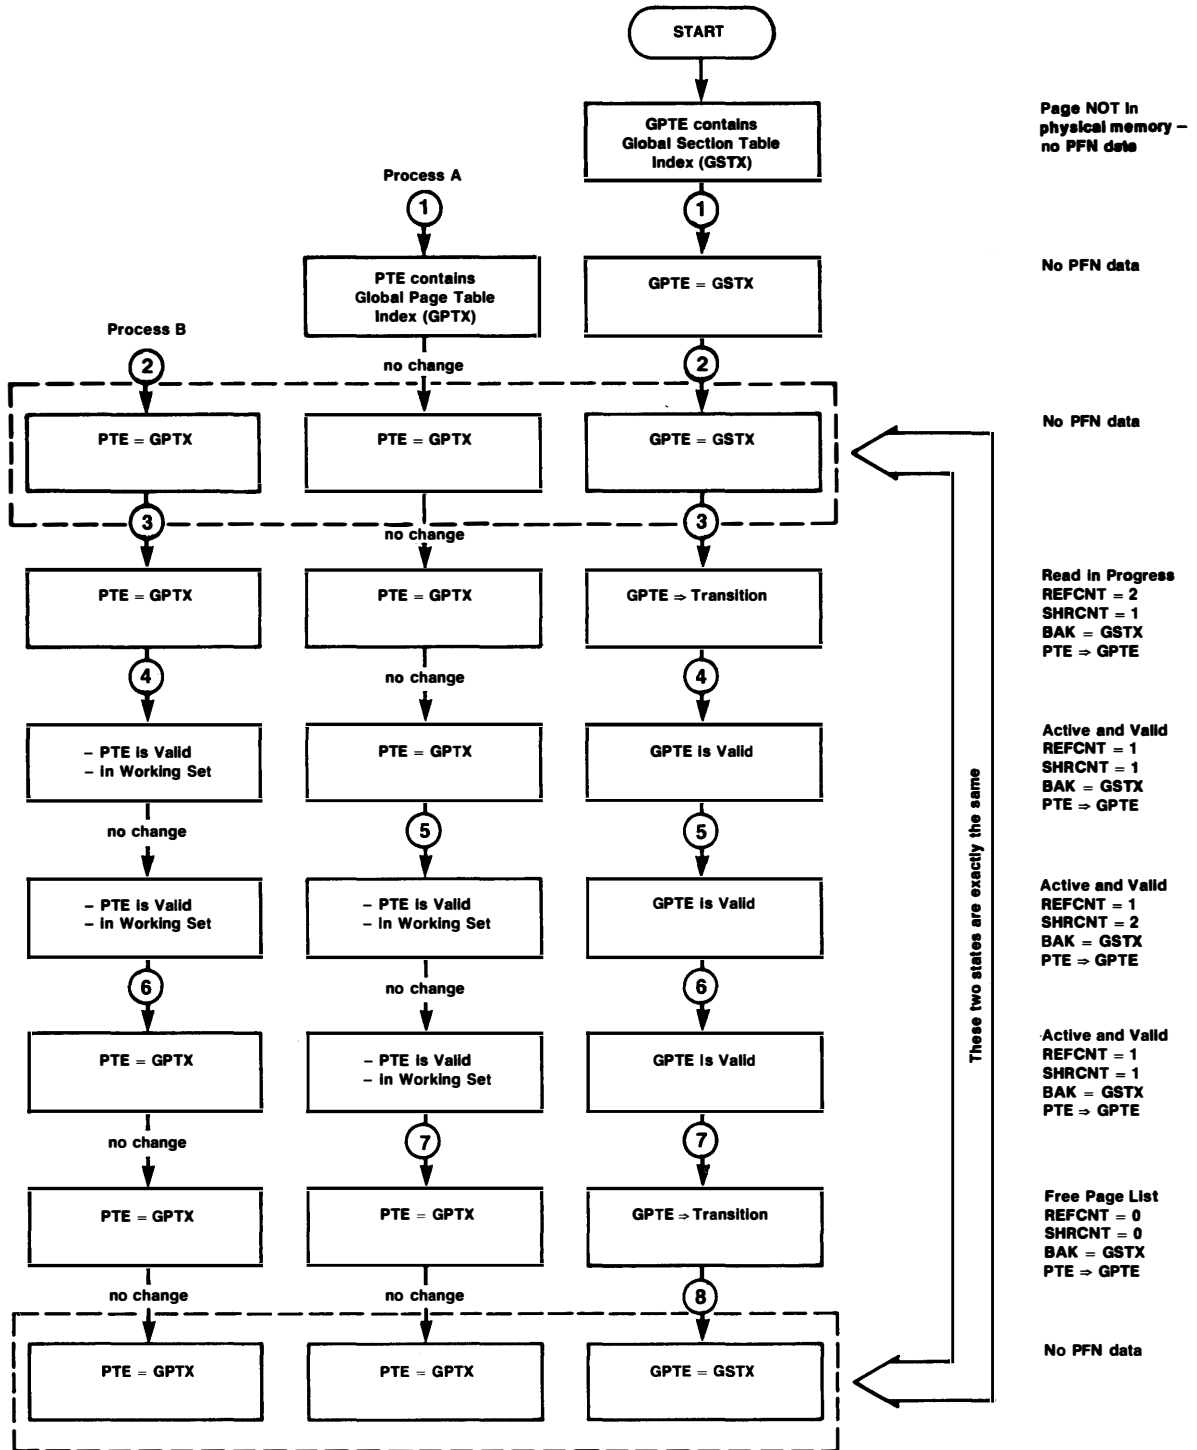 START
GPTE contains
Global Section Table
Index (GSTX)
Page NOT in
physical memory –
no PFN data
Process A
1
1
PTE contains
Global Page Table
Index (GPTX)
GPTE = GSTX
No PFN data
Process B
2
no change
2
PTE = GPTX
PTE = GPTX
GPTE = GSTX
No PFN data
3
no change
3
PTE = GPTX
PTE = GPTX
GPTE ⇒ Transition
Read in Progress
REFCNT = 2
SHRCNT = 1
BAK = GSTX
PTE ⇒ GPTE
4
no change
4
– PTE is Valid
– in Working Set
PTE = GPTX
GPTE is Valid
Active and Valid
REFCNT = 1
SHRCNT = 1
BAK = GSTX
PTE ⇒ GPTE
no change
5
5
– PTE is Valid
– in Working Set
– PTE is Valid
– in Working Set
GPTE is Valid
Active and Valid
REFCNT = 1
SHRCNT = 2
BAK = GSTX
PTE ⇒ GPTE
These two states are exactly the same
6
no change
6
PTE = GPTX
– PTE is Valid
– in Working Set
GPTE is Valid
Active and Valid
REFCNT = 1
SHRCNT = 1
BAK = GSTX
PTE ⇒ GPTE
no change
7
7
PTE = GPTX
PTE = GPTX
GPTE ⇒ Transition
Free Page List
REFCNT = 0
SHRCNT = 0
BAK = GSTX
PTE ⇒ GPTE
no change
no change
8
PTE = GPTX
PTE = GPTX
GPTE = GSTX
No PFN data